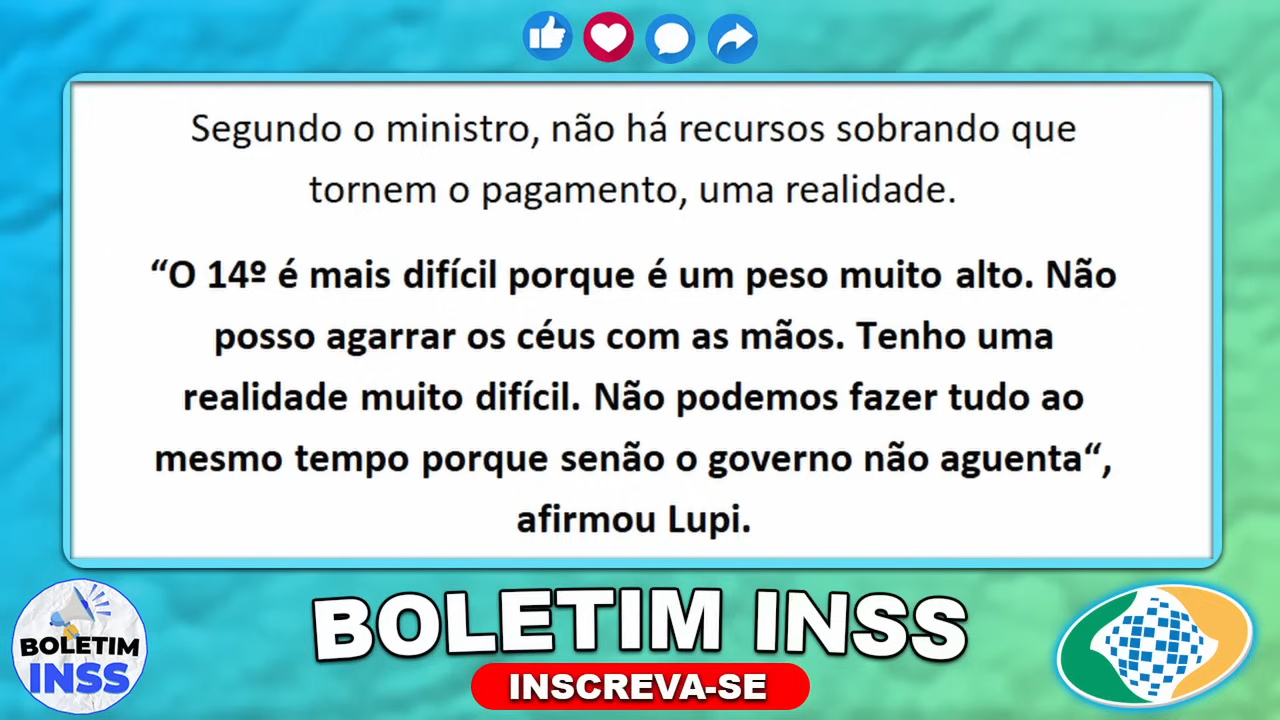 Segundo o ministro, não há recursos sobrando que
tornem o pagamento, uma realidade.
“O 14º é mais difícil porque é um peso muito alto. Não
posso agarrar os céus com as mãos. Tenho uma
realidade muito difícil. Não podemos fazer tudo ao
mesmo tempo porque senão o governo não aguenta“,
afirmou Lupi.
BOLETIM
INSS
BOLETIM INSS
INSCREVA-SE